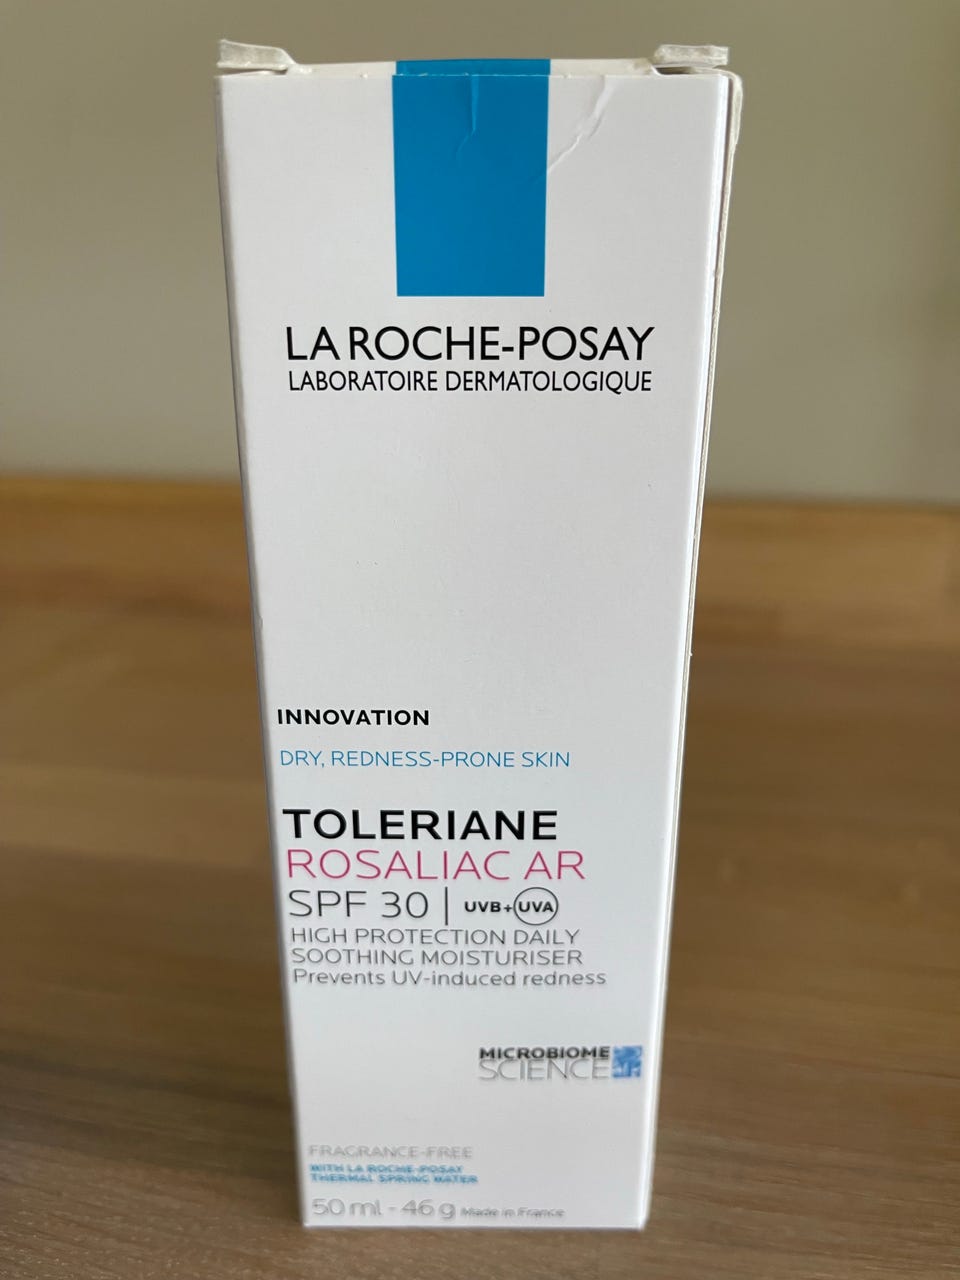 LA ROCHE-POSAY
LABORATOIRE DERMATOLOGIQUE
INNOVATION
DRY, REDNESS-PRONE SKIN
TOLERIANE
ROSALIAC AR
SPF 30 | UVB+UVA
HIGH PROTECTION DAILY
SOOTHING MOISTURISER
Prevents UV-induced redness
MICROBIOME
SCIENCE
FRAGRANCE-FREE
WITH LA ROCHE-POSAY
THERMAL SPRING WATER
50 ml - 46 g Made in France